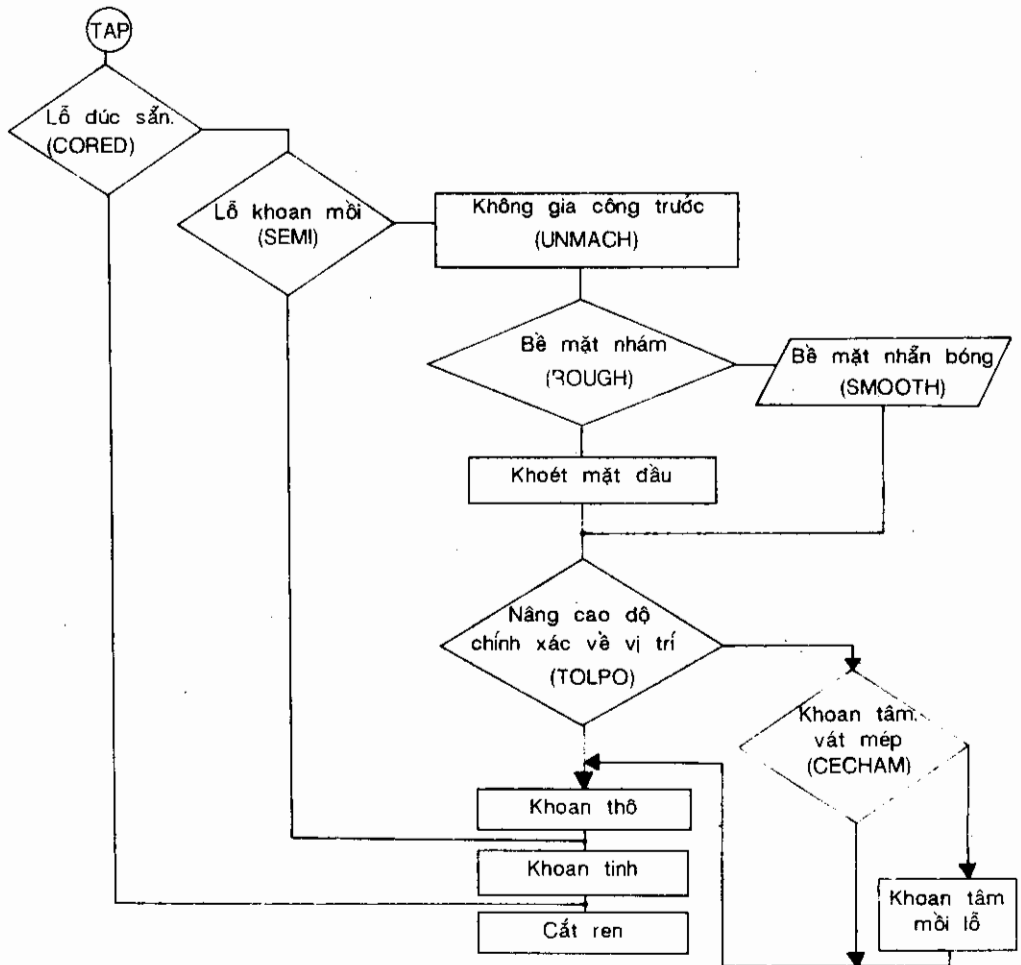 TAP
Lỗ đúc sẵn.
(CORED)
Lỗ khoan mồi
(SEMI)
Không gia công trước
(UNMACH)
Bề mặt nhám
(ROUGH)
Bề mặt nhẵn bóng
(SMOOTH)
Khoét mặt đầu
Nâng cao độ
chính xác về vị trí
(TOLPO)
Khoan tâm.
vát mép
(CECHAM)
Khoan thô
Khoan tinh
Khoan tâm
mồi lỗ
Cắt ren